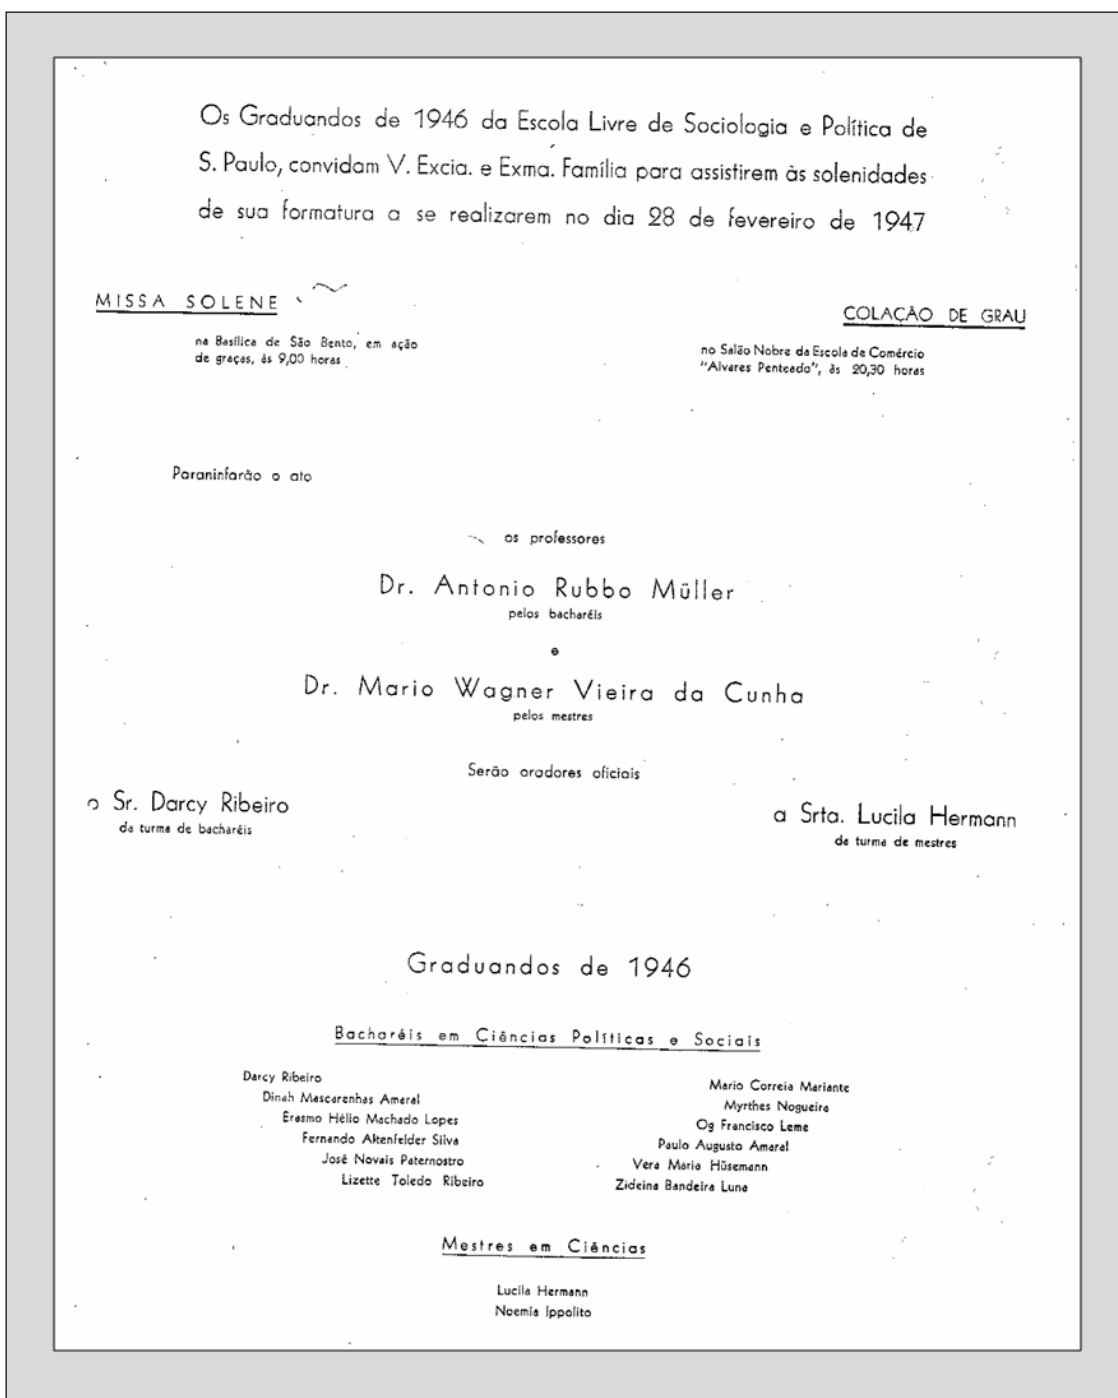 Os Graduandos de 1946 da Escola Livre de Sociologia e Política de
S. Paulo, convidam V. Excia. e Exma. Família para assistirem às solenidades
de sua formatura a se realizarem no dia 28 de fevereiro de 1947
MISSA SOLENE
na Basílica de São Bento, em ação
de graças, às 9,00 horas
COLAÇÃO DE GRAU
no Salão Nobre da Escola de Comércio
"Alvares Penteado", às 20,30 horas
Paraninfarão o ato
os professores
Dr. Antonio Rubbo Müller
pelos bacharéis
e
Dr. Mario Wagner Vieira da Cunha
pelos mestres
Serão oradores oficiais
o Sr. Darcy Ribeiro
da turma de bacharéis
a Srta. Lucila Hermann
da turma de mestres
Graduandos de 1946
Bacharéis em Ciências Políticas e Sociais
Darcy Ribeiro
Dinah Mascarenhas Amaral
Erasmo Hélio Machado Lopes
Fernando Altenfelder Silva
José Novais Paternostro
Lizette Toledo Ribeiro
Mario Correia Mariante
Myrthes Nogueira
Og Francisco Leme
Paulo Augusto Amaral
Vera Maria Hüsemann
Zideina Bandeira Luna
Mestres em Ciências
Lucila Hermann
Noemia Ippolito